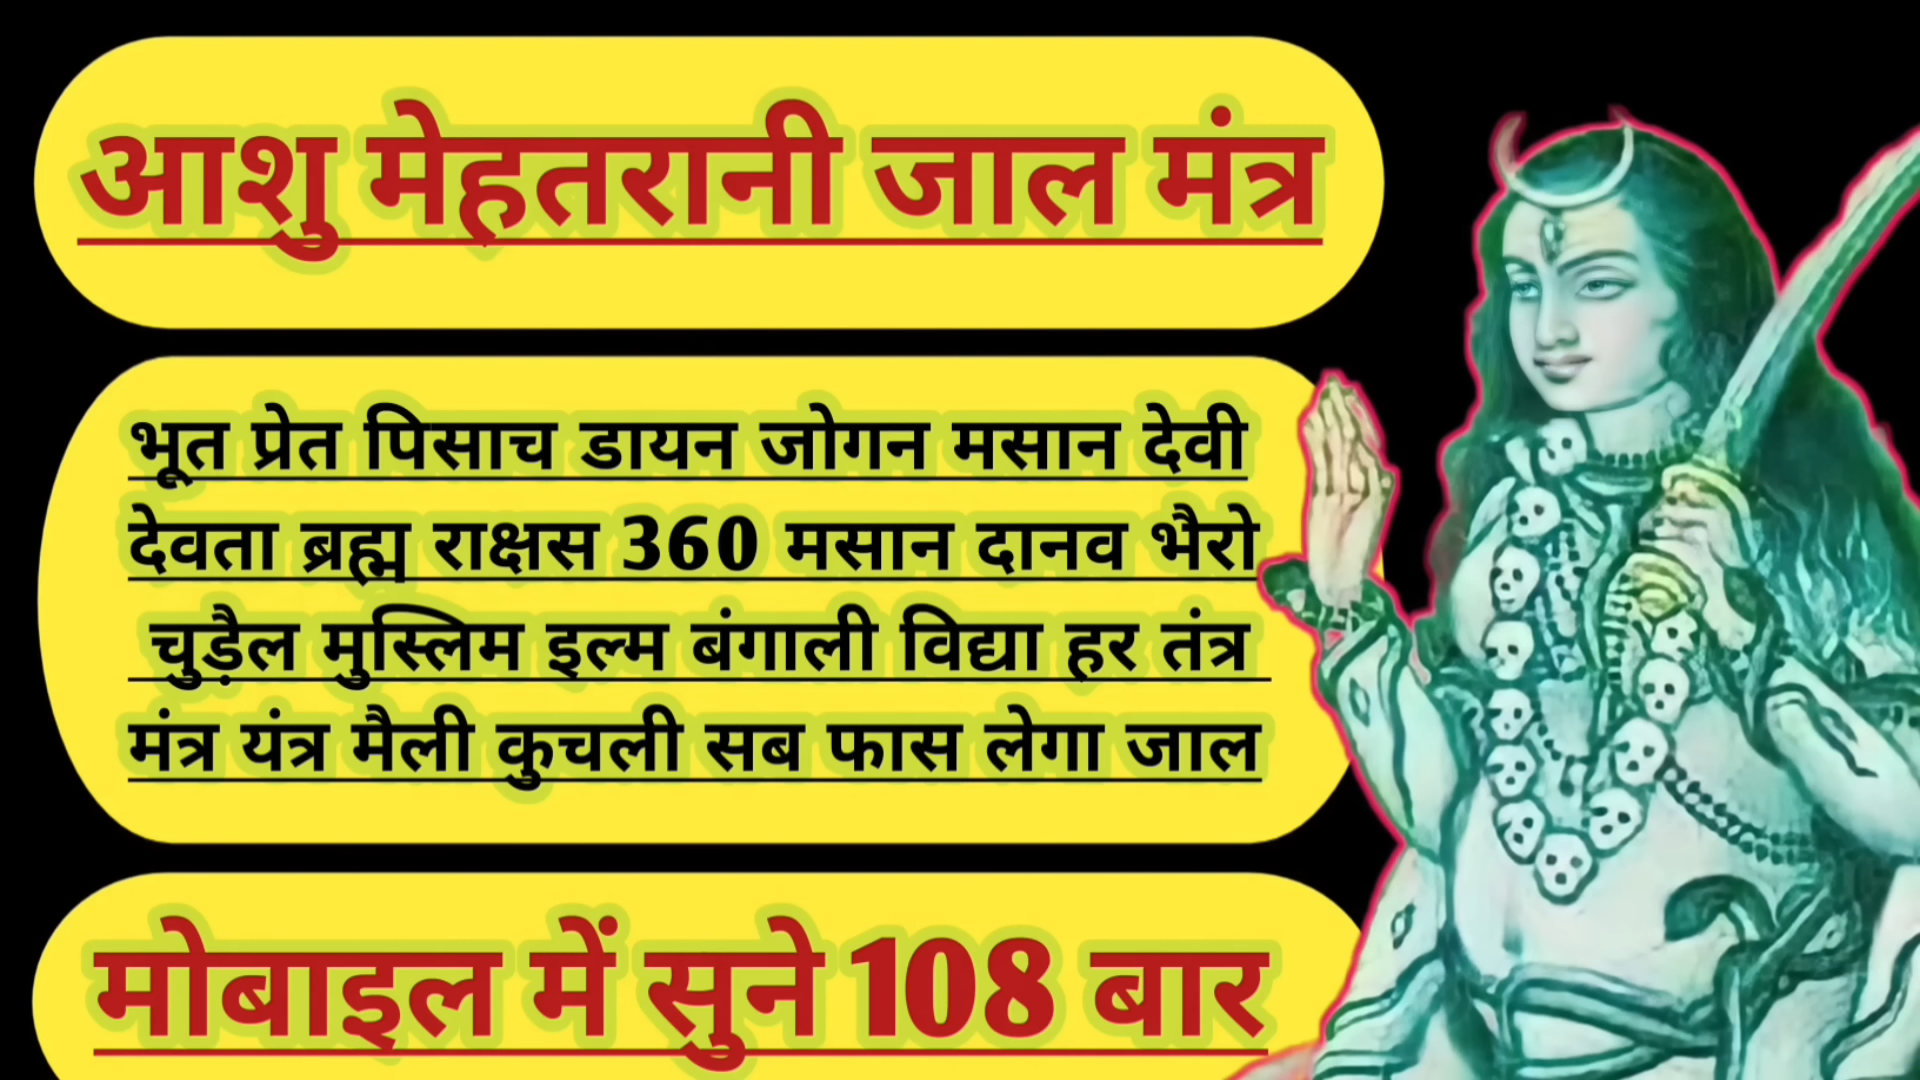 आशु मेहतरानी जाल मंत्र
भूत प्रेत पिसाच डायन जोगन मसान देवी
देवता ब्रह्म राक्षस 360 मसान दानव भैरो
चुड़ैल मुस्लिम इल्म बंगाली विद्या हर तंत्र
मंत्र यंत्र मैली कुचली सब फास लेगा जाल
मोबाइल में सुने 108 बार